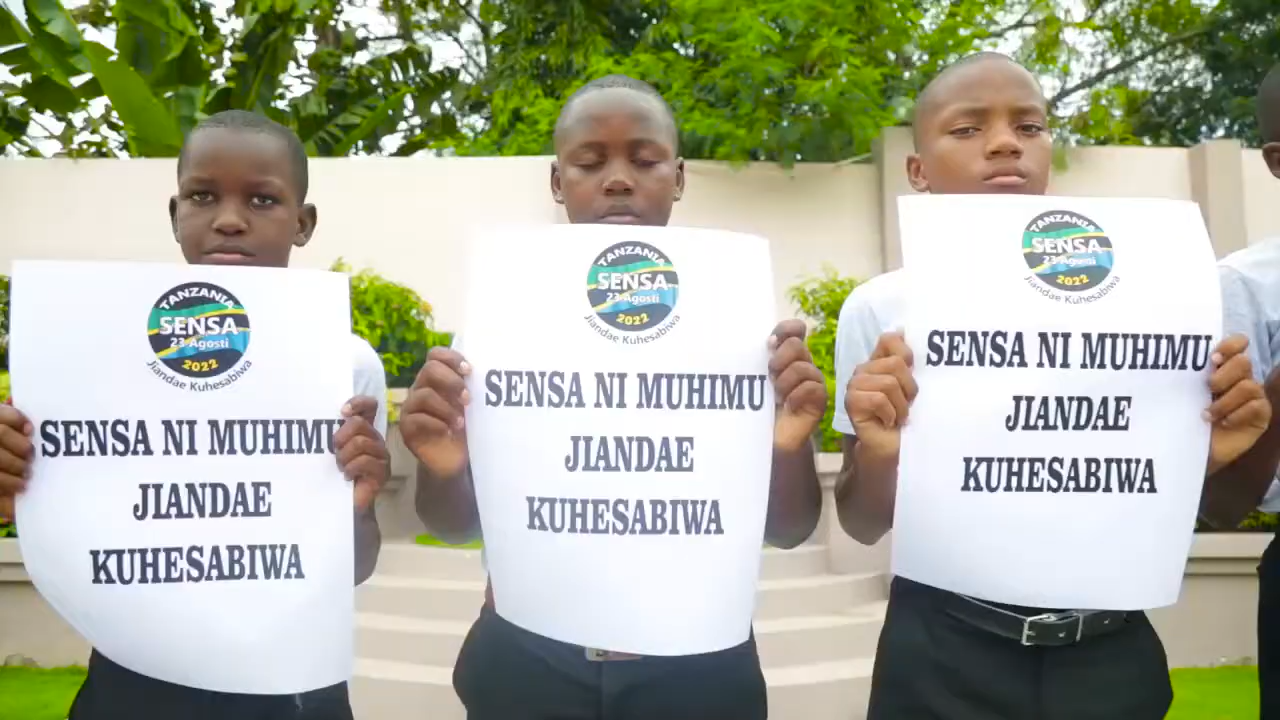 TANZANIA
SENSA
23 Agosti
2022
Jiandae Kuhesabiwa
SENSA NI MUHIMU
JIANDAE
KUHESABIWA
TANZANIA
SENSA
23 Agosti
2022
Jiandae Kuhesabiwa
SENSA NI MUHIMU
JIANDAE
KUHESABIWA
TANZANIA
SENSA
23 Agosti
2022
Jiandae Kuhesabiwa
SENSA NI MUHIMU
JIANDAE
KUHESABIWA